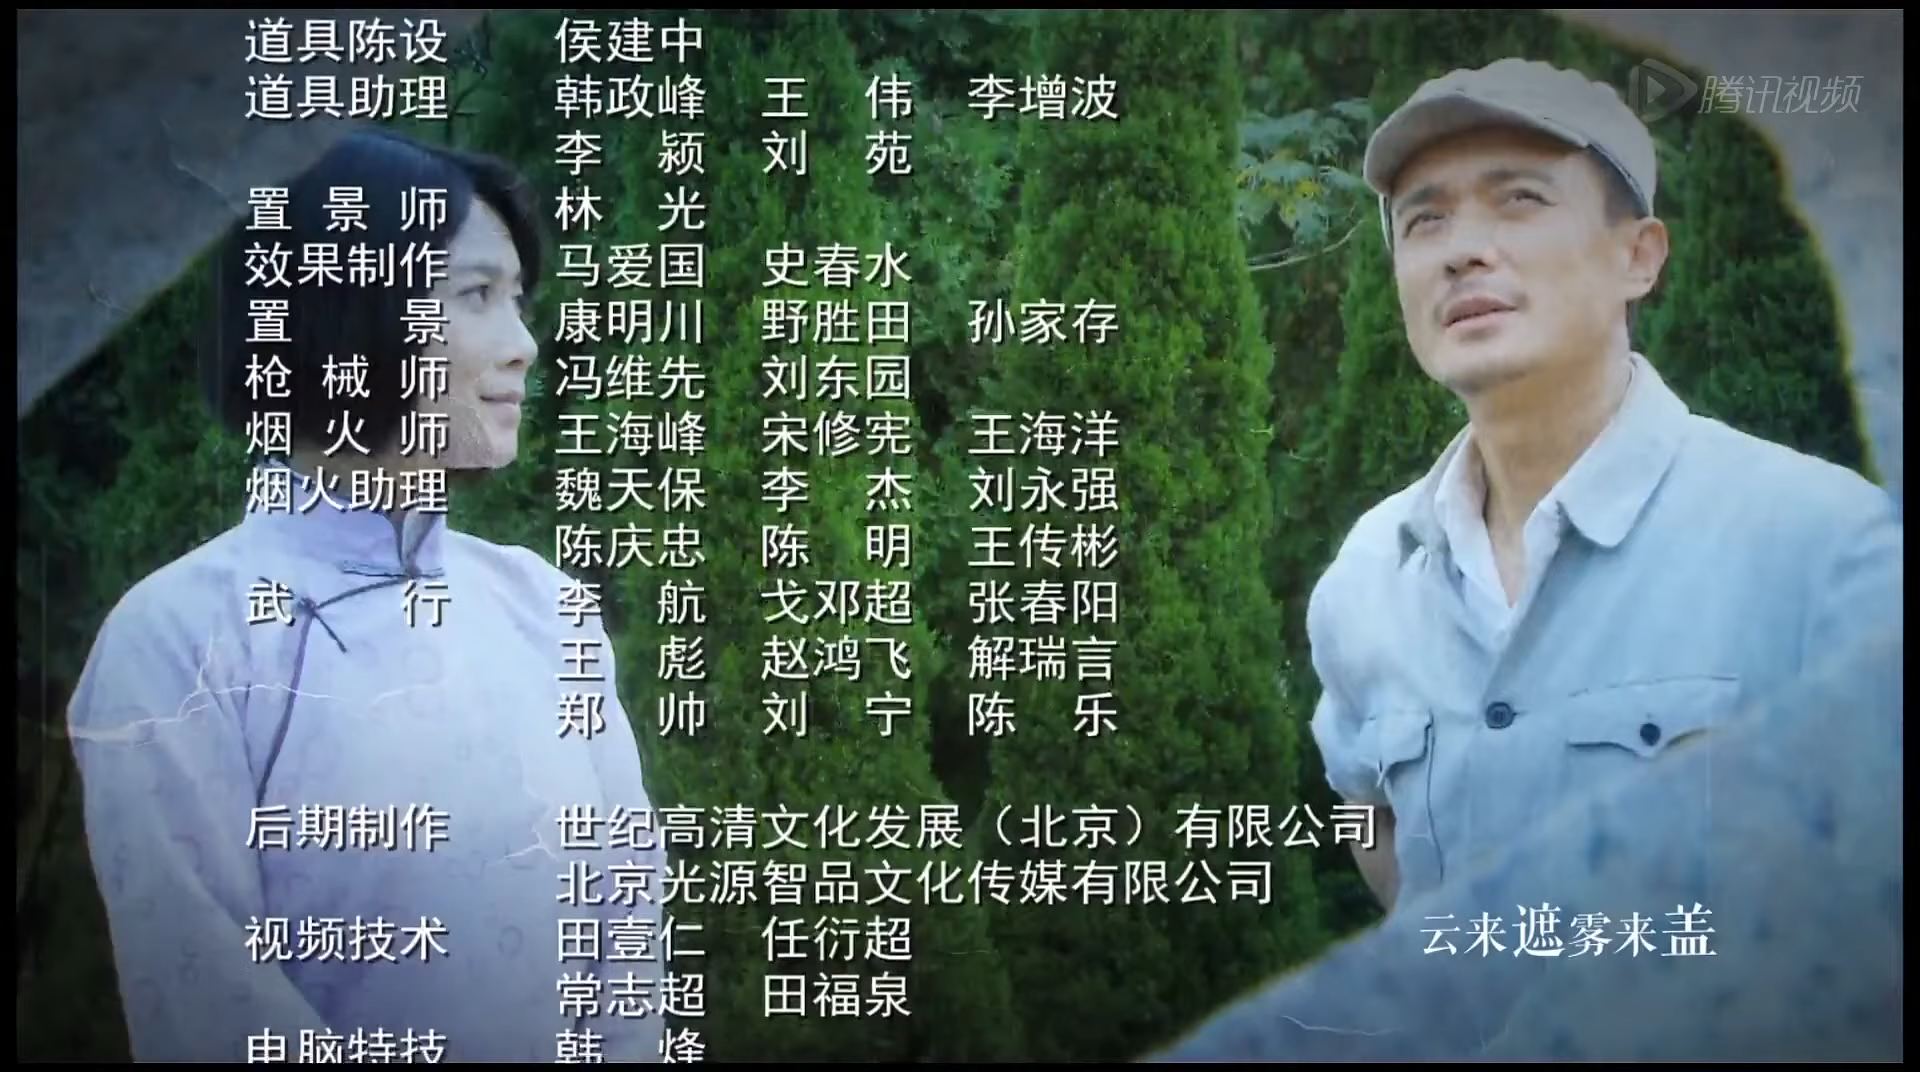 道具陈设 侯建中
道具助理 韩政峰 王 伟 李增波
李 颍 刘 苑
置景师 林 光
效果制作 马爱国 史春水
置景 康明川 野胜田 孙家存
枪械师 冯维先 刘东园
烟火师 王海峰 宋修宪 王海洋
烟火助理 魏天保 李 杰 刘永强
陈庆忠 陈 明 王传彬
武行 李 航 戈邓超 张春阳
王 彪 赵鸿飞 解瑞言
郑 帅 刘 宁 陈 乐
后期制作 世纪高清文化发展（北京）有限公司
北京光源智品文化传媒有限公司
视频技术 田壹仁 任衍超
常志超 田福泉
电脑特技 韩 烽
腾讯视频
云来遮雾来盖